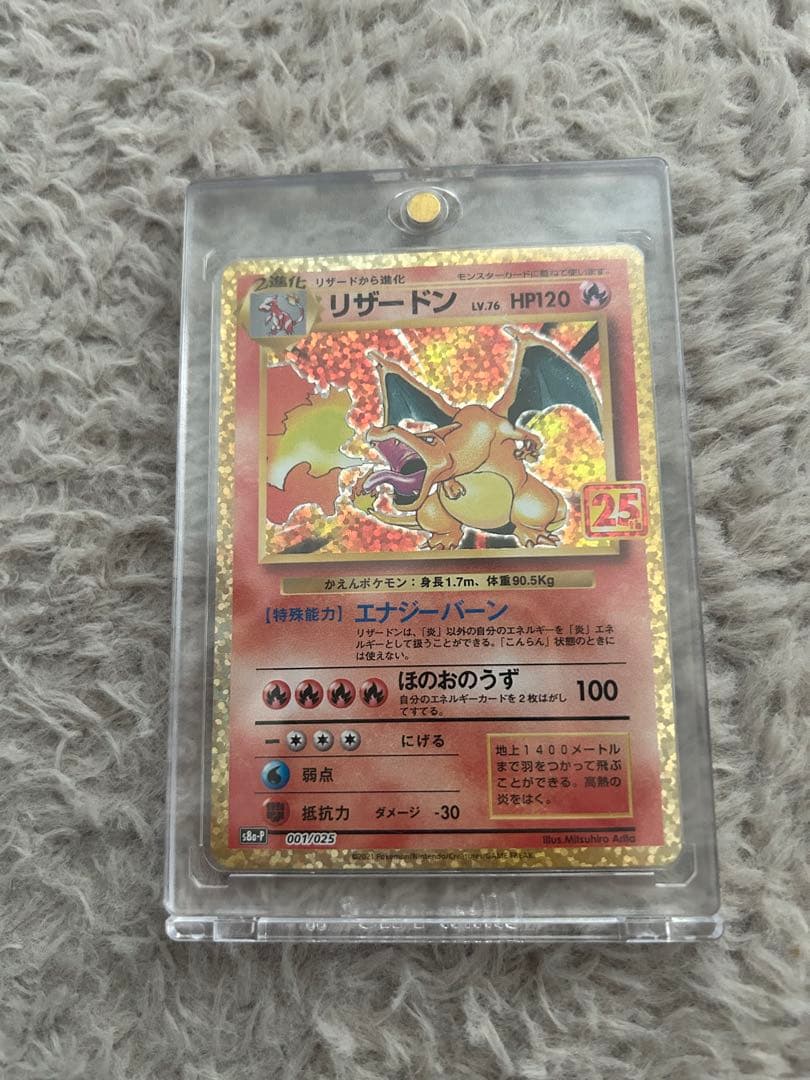 2進化 リザードから進化 モンスターカードに重ねて使います。
リザードン LV.76 HP120
25
かえんポケモン：身長1.7m、体重90.5Kg
【特殊能力】エナジーバーン
リザードンは、「炎」以外の自分のエネルギーを「炎」エネ
ルギーとして扱うことができる。「こんらん」状態のときに
は使えない。
ほのおのうず 100
自分のエネルギーカードを2枚はが
してすてる。
ー にげる
弱点
抵抗力 ダメージ -30
地上1400メートル
まで羽をつかって飛ぶ
ことができる。高熱の
炎をはく。
s8a-P 001/025
Illus. Mitsuhiro Arita
©2021 Pokémon/Nintendo/Creatures/GAME FREAK.